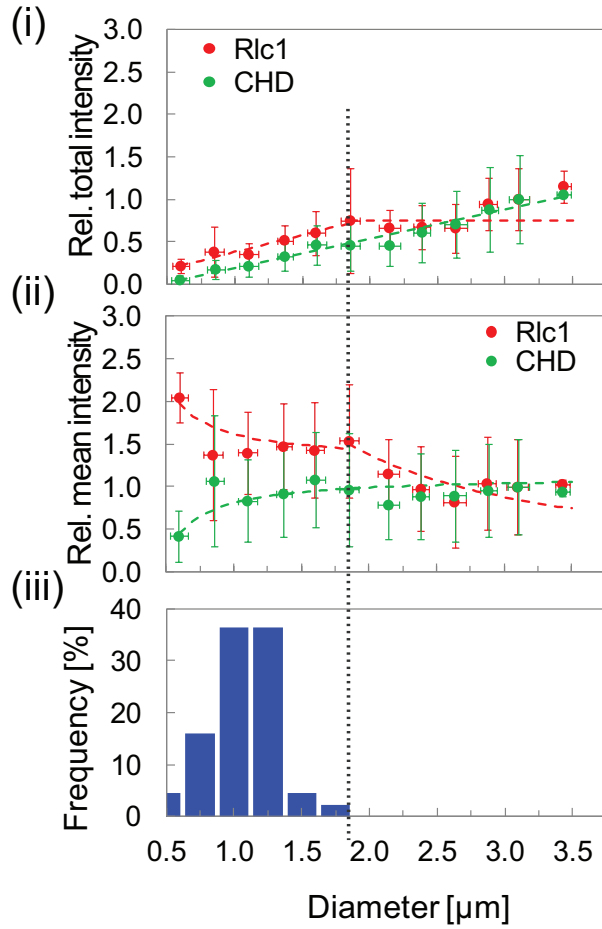 (i)
3.0
2.5
2.0
1.5
1.0
0.5
0.0
Rel. total intensity
Rlc1
CHD
(ii)
3.0
2.5
2.0
1.5
1.0
0.5
0.0
Rel. mean intensity
Rlc1
CHD
(iii)
40
30
20
10
0
Frequency [%]
0.5 1.0 1.5 2.0 2.5 3.0 3.5
Diameter [µm]